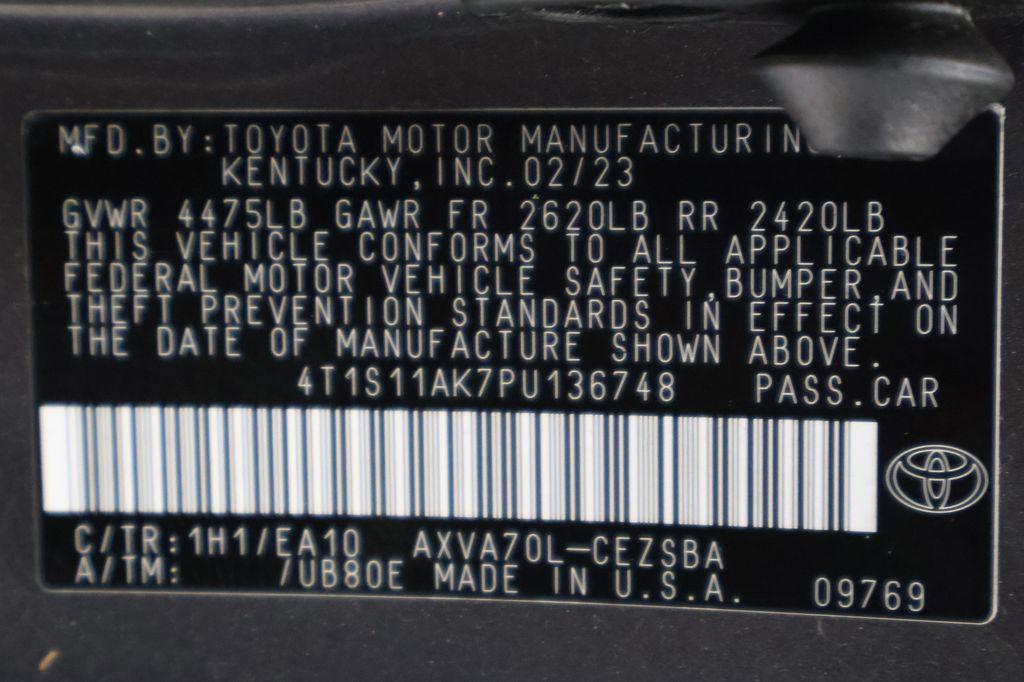 MFD.BY:TOYOTA MOTOR MANUFACTURING
KENTUCKY,INC.02/23
GVWR 4475LB GAWR FR 2620LB RR 2420LB
THIS VEHICLE CONFORMS TO ALL APPLICABLE
FEDERAL MOTOR VEHICLE SAFETY,BUMPER,AND
THEFT PREVENTION STANDARDS IN EFFECT ON
THE DATE OF MANUFACTURE SHOWN ABOVE.
4T1S11AK7PU136748 PASS.CAR
C/TR:1H1/EA10 AXVA70L-CEZSBA
A/TM: /UB80E MADE IN U.S.A. 09769